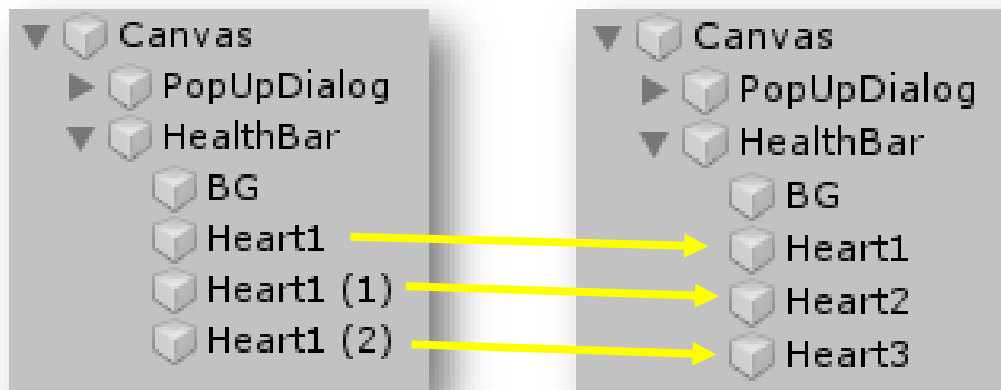 Canvas
PopUpDialog
HealthBar
BG
Heart1
Heart1 (1)
Heart1 (2)
Canvas
PopUpDialog
HealthBar
BG
Heart1
Heart2
Heart3